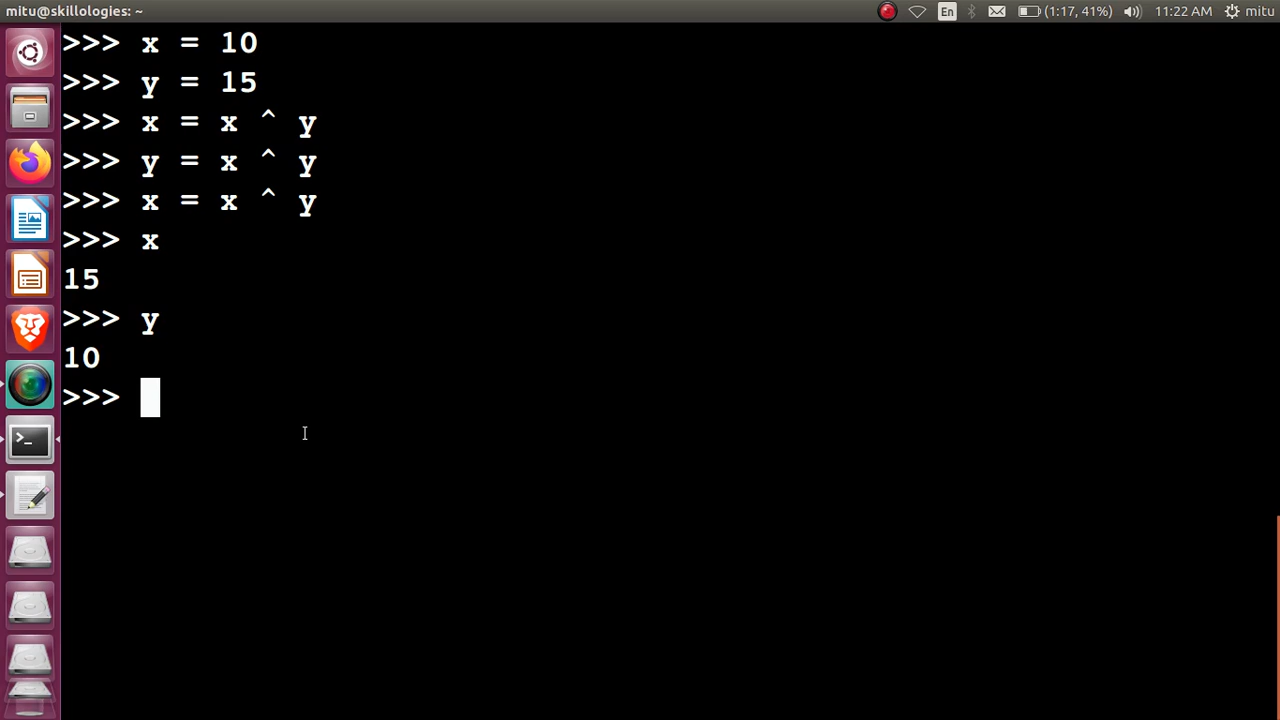 mitu@skillologies: ~
En
(1:17, 41%)
11:22 AM
mitu
>>> x = 10
>>> y = 15
>>> x = x ^ y
>>> y = x ^ y
>>> x = x ^ y
>>> x
15
>>> y
10
>>>
>_